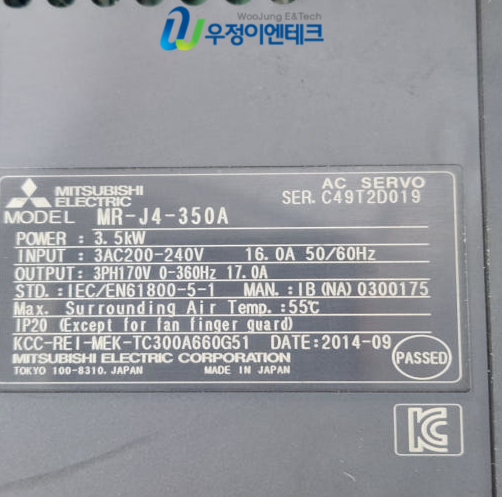 WooJung E&Tech
우정이엔테크
MITSUBISHI
ELECTRIC
AC SERVO
SER. C49T2D019
MODEL MR-J4-350A
POWER : 3.5kW
INPUT : 3AC200-240V 16.0A 50/60Hz
OUTPUT: 3PH170V 0-360Hz 17.0A
STD.: IEC/EN61800-5-1 MAN.: IB(NA)0300175
Max. Surrounding Air Temp.:55℃
IP20 (Except for fan finger guard)
KCC-REI-MEK-TC300A660G51 DATE:2014-09
MITSUBISHI ELECTRIC CORPORATION
TOKYO 100-8310, JAPAN MADE IN JAPAN
PASSED